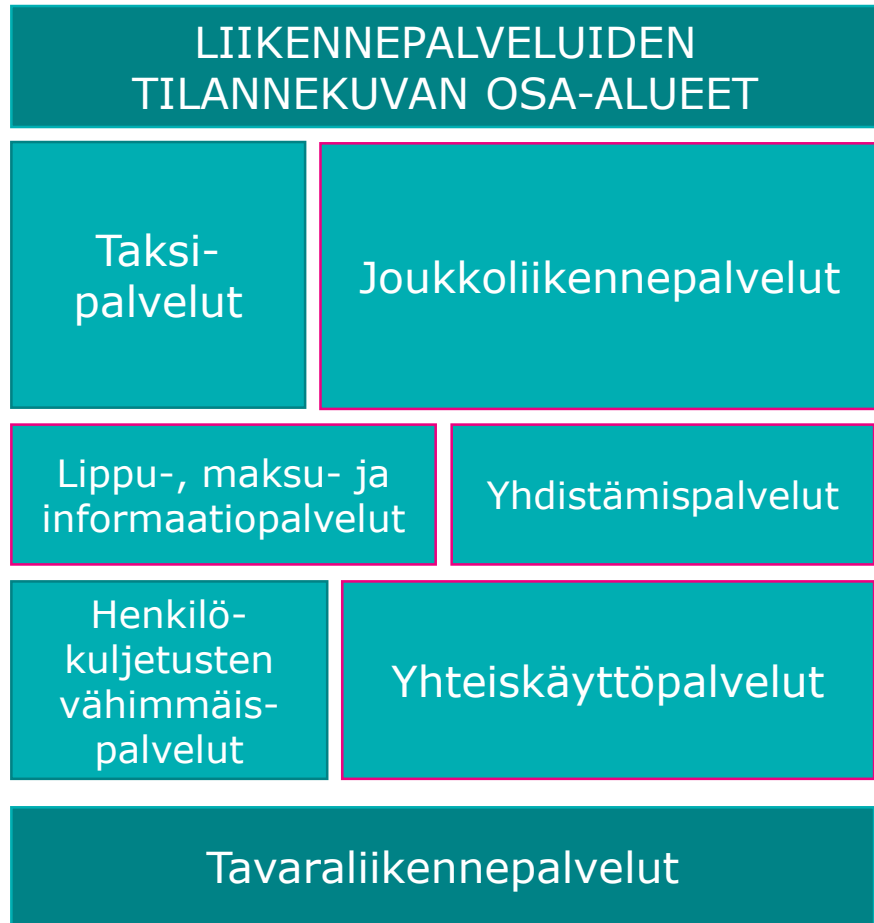 LIIKENNEPALVELUIDEN
TILANNEKUVAN OSA-ALUEET
Taksi-
palvelut
Joukkoliikennepalvelut
Lippu-, maksu- ja
informaatiopalvelut
Yhdistämispalvelut
Henkilö-
kuljetusten
vähimmäis-
palvelut
Yhteiskäyttöpalvelut
Tavaraliikennepalvelut